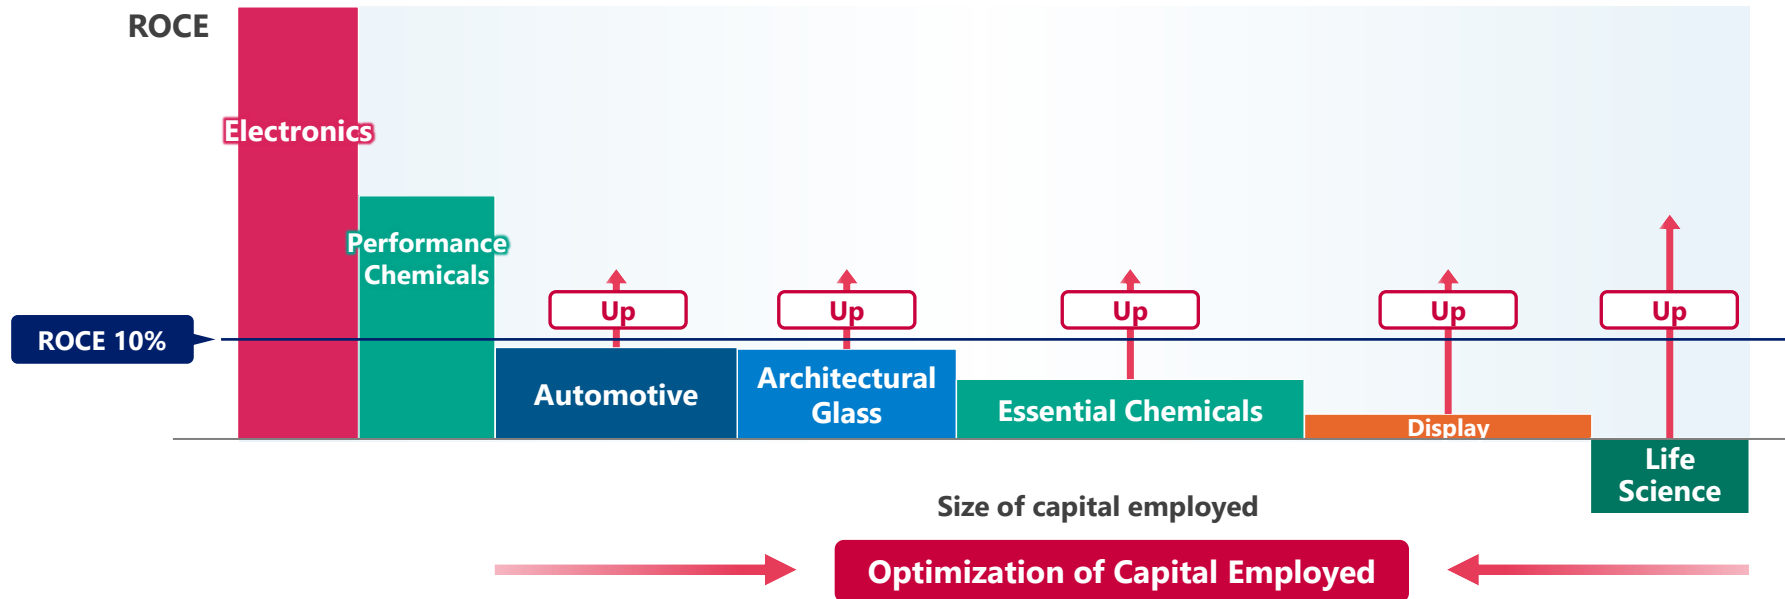 ROCE
Electronics
Performance
Chemicals
Up
Up
Up
Up
Up
ROCE 10%
Automotive
Architectural
Glass
Essential Chemicals
Display
Life
Science
Size of capital employed
Optimization of Capital Employed